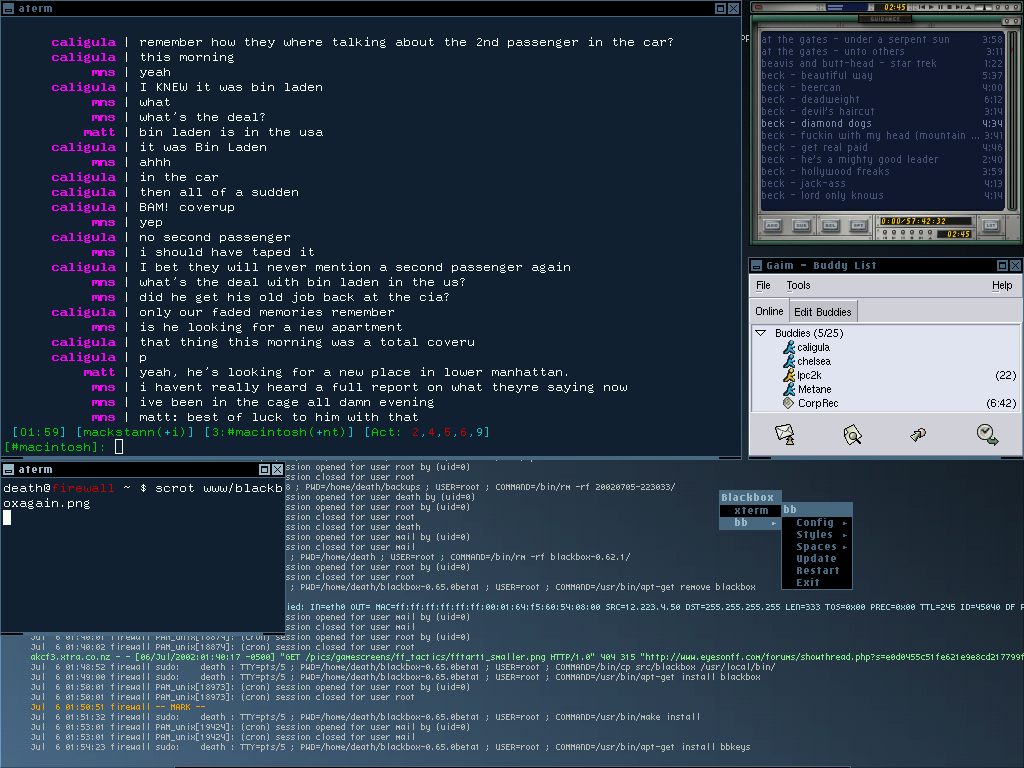 aterm
caligula | remember how they where talking about the 2nd passenger in the car?
caligula | this morning
mns | yeah
caligula | I KNEW it was bin laden
mns | what
mns | what's the deal?
matt | bin laden is in the usa
caligula | it was Bin Laden
mns | ahhh
caligula | in the car
caligula | then all of a sudden
caligula | BAM! coverup
mns | yep
caligula | no second passenger
mns | i should have taped it
caligula | I bet they will never mention a second passenger again
mns | what's the deal with bin laden in the us?
mns | did he get his old job back at the cia?
caligula | only our faded memories remember
mns | is he looking for a new apartment
caligula | that thing this morning was a total coveru
caligula | p
matt | yeah, he's looking for a new place in lower manhattan.
mns | i havent really heard a full report on what theyre saying now
mns | ive been in the cage all damn evening
mns | matt: best of luck to him with that
[01:59] [mackstann(+i)] [3:#macintosh(+nt)] [Act: 2,4,5,6,9]
[#macintosh]:
02:45
GUIDANCE
at the gates - under a serpent sun 3:58
at the gates - unto others 3:11
beavis and butt-head - star trek 1:22
beck - beautiful way 5:37
beck - beercan 4:00
beck - deadweight 6:12
beck - devil's haircut 3:14
beck - diamond dogs 4:34
beck - fuckin with my head (mountain ... 3:41
beck - get real paid 4:46
beck - he's a mighty good leader 2:40
beck - hollywood freaks 3:59
beck - jack-ass 4:13
beck - lord only knows 4:14
ADD SUB SEL OPT 0:00/57:42:32 LST
02:45
Gaim - Buddy List
File Tools Help
Online Edit Buddies
Buddies (5/25)
caligula
chelsea
lpc2k (22)
Metane
CorpRec (6:42)
aterm
death@firewall ~ $ scrot www/blackb
oxagain.png
ssion opened for user root by (uid=0)
ssion closed for user root
8 ; PWD=/home/death/backups ; USER=root ; COMMAND=/bin/rm -rf 20020705-223033/
ssion opened for user death by (uid=0)
ssion opened for user root by (uid=0)
ssion closed for user root
ssion closed for user death
ssion opened for user mail by (uid=0)
ssion closed for user mail
; PWD=/home/death ; USER=root ; COMMAND=/bin/rm -rf blackbox-0.62.1/
ssion opened for user root by (uid=0)
ssion closed for user root
; PWD=/home/death/blackbox-0.65.0beta1 ; USER=root ; COMMAND=/usr/bin/apt-get remove blackbox
ied: IN=eth0 OUT= MAC=ff:ff:ff:ff:ff:ff:00:01:64:f5:60:54:08:00 SRC=12.223.4.50 DST=255.255.255.255 LEN=333 TOS=0x00 PREC=0x00 TTL=245 ID=45040 DF
ssion opened for user mail by (uid=0)
ssion closed for user mail
ssion opened for user root by (uid=0)
Blackbox
xterm
bb
bb
Config
Styles
Spaces
Update
Restart
Exit
Jul 6 01:40:01 firewall PAM_unix[18874]: (cron) session opened for user root by (uid=0)
Jul 6 01:40:02 firewall PAM_unix[18874]: (cron) session closed for user root
akcf3.xtra.co.nz - - [06/Jul/2002:01:40:17 -0500] "GET /pics/gamescreens/ff_tactics/fftart1_smaller.png HTTP/1.0" 404 315 "http://www.eyesonff.com/forums/showthread.php?s=e0d0455c51fe621e9e8cd217799f
Jul 6 01:48:52 firewall sudo: death : TTY=pts/5 ; PWD=/home/death/blackbox-0.65.0beta1 ; USER=root ; COMMAND=/bin/cp src/blackbox /usr/local/bin/
Jul 6 01:49:00 firewall sudo: death : TTY=pts/5 ; PWD=/home/death/blackbox-0.65.0beta1 ; USER=root ; COMMAND=/usr/bin/apt-get install blackbox
Jul 6 01:50:01 firewall PAM_unix[18973]: (cron) session opened for user root by (uid=0)
Jul 6 01:50:01 firewall PAM_unix[18973]: (cron) session closed for user root
Jul 6 01:50:51 firewall -- MARK --
Jul 6 01:51:32 firewall sudo: death : TTY=pts/5 ; PWD=/home/death/blackbox-0.65.0beta1 ; USER=root ; COMMAND=/usr/bin/make install
Jul 6 01:53:01 firewall PAM_unix[19424]: (cron) session opened for user mail by (uid=0)
Jul 6 01:53:01 firewall PAM_unix[19424]: (cron) session closed for user mail
Jul 6 01:54:23 firewall sudo: death : TTY=pts/5 ; PWD=/home/death/blackbox-0.65.0beta1 ; USER=root ; COMMAND=/usr/bin/apt-get install bbkeys